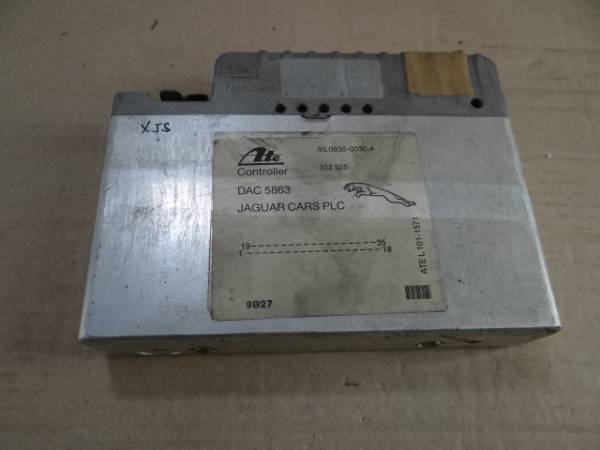 XJS
Ate
10.0935-0030.4
Controller
332 555
DAC 5863
JAGUAR CARS PLC
19 ---------------------- 35
1 ------------------------ 18
ATE L 101-1571
9B27